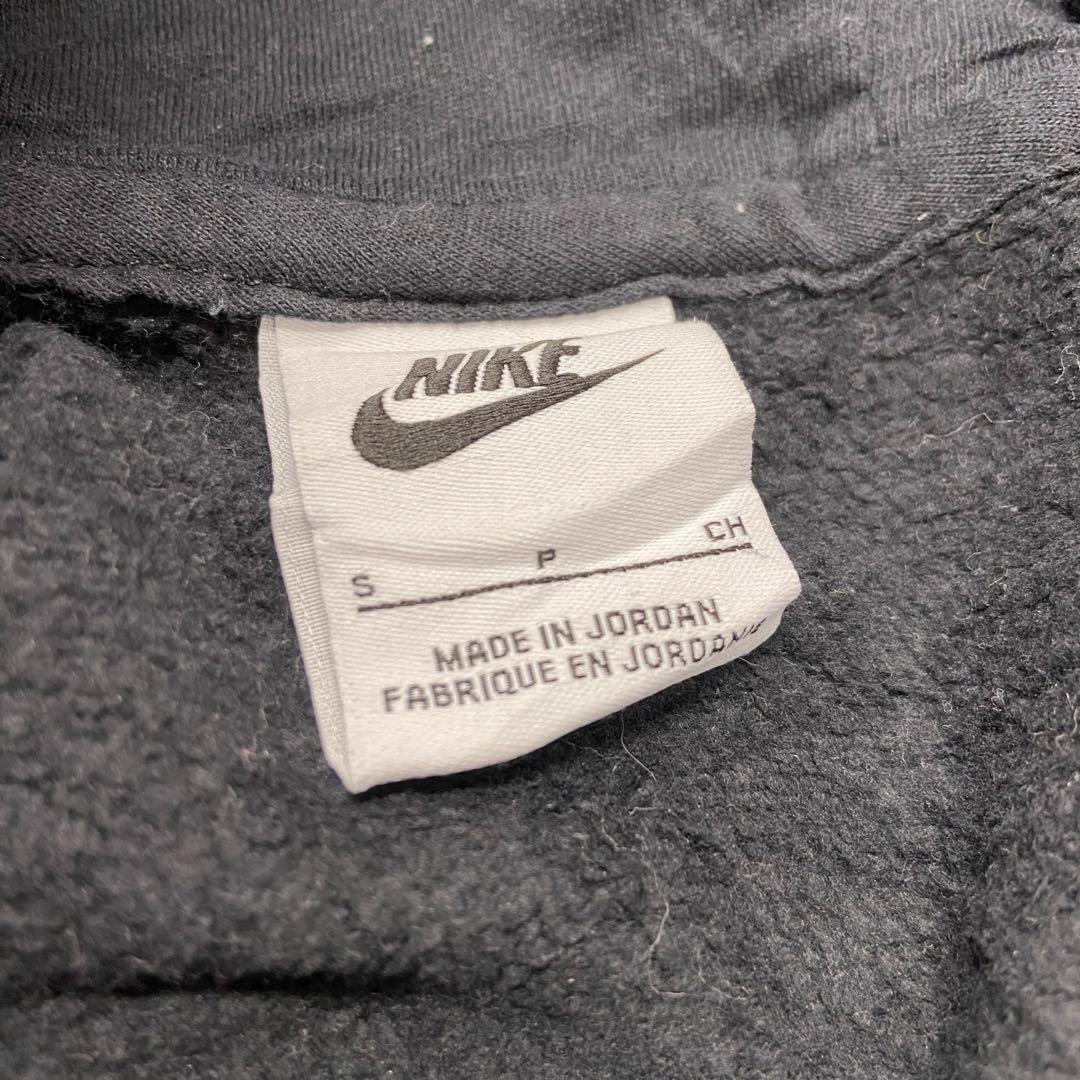 NIKE
S P CH
MADE IN JORDAN
FABRIQUE EN JORDANIE